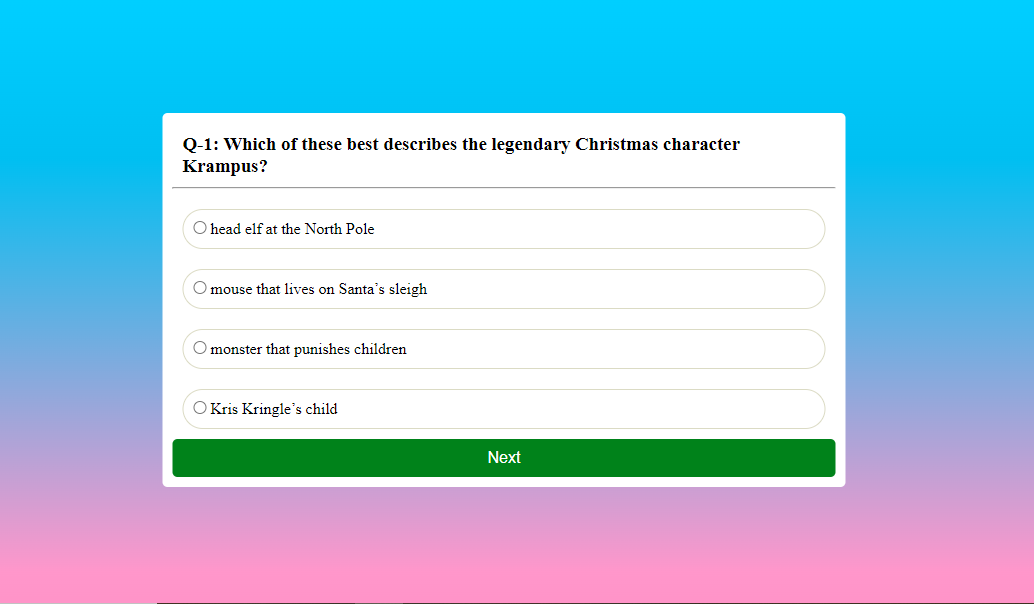 Q-1: Which of these best describes the legendary Christmas character
Krampus?
head elf at the North Pole
mouse that lives on Santa’s sleigh
monster that punishes children
Kris Kringle’s child
Next